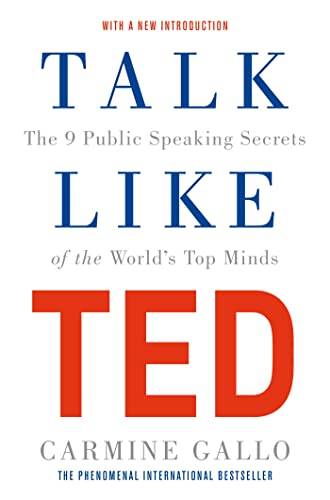 WITH A NEW INTRODUCTION
TALK
The 9 Public Speaking Secrets
LIKE
of the World's Top Minds
TED
CARMINE GALLO
THE PHENOMENAL INTERNATIONAL BESTSELLER